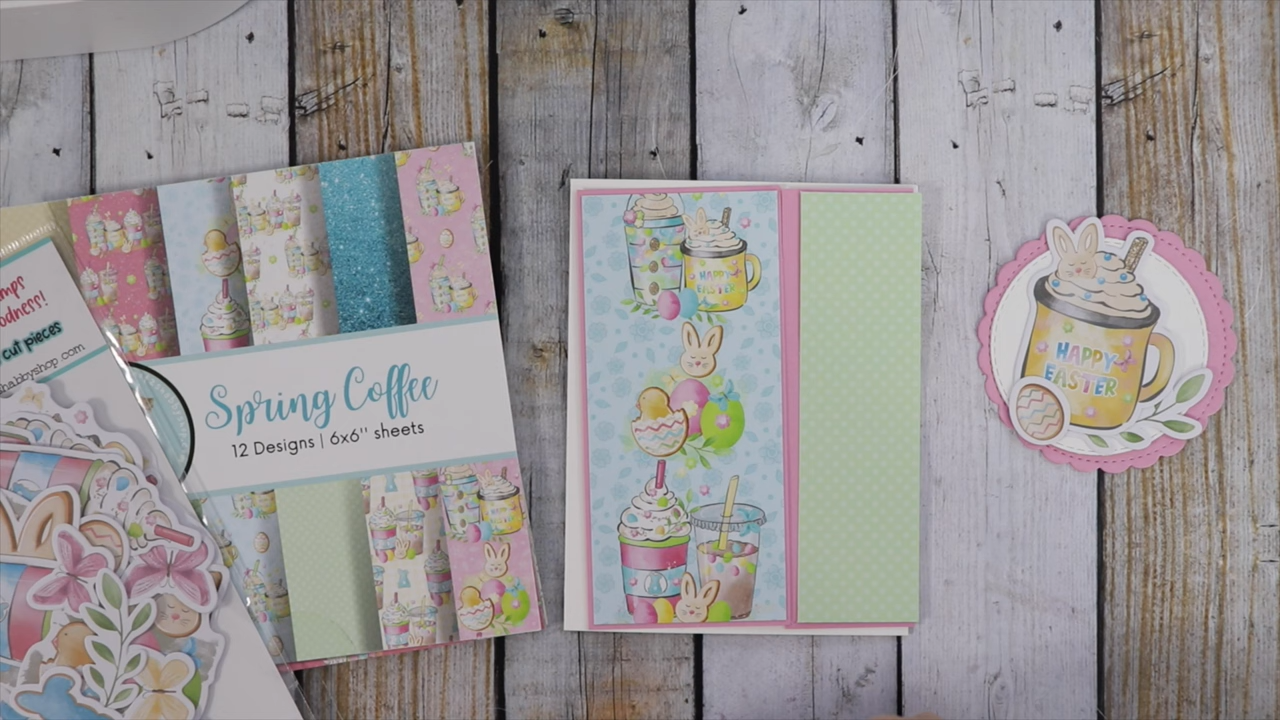 Spring Coffee
12 Designs | 6x6'' sheets
cut pieces
HAPPY
EASTER
HAPPY
EASTER